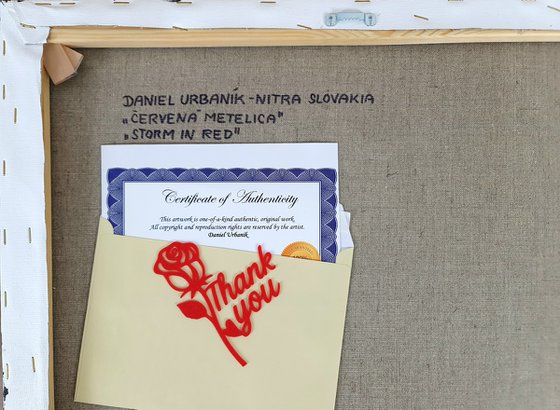 DANIEL URBANÍK - NITRA SLOVAKIA
„ČERVENÁ METELICA"
„STORM IN RED"
Certificate of Authenticity
This artwork is one-of-a-kind authentic, original work.
All copyright and reproduction rights are reserved by the artist.
Daniel Urbaník
Thank
you